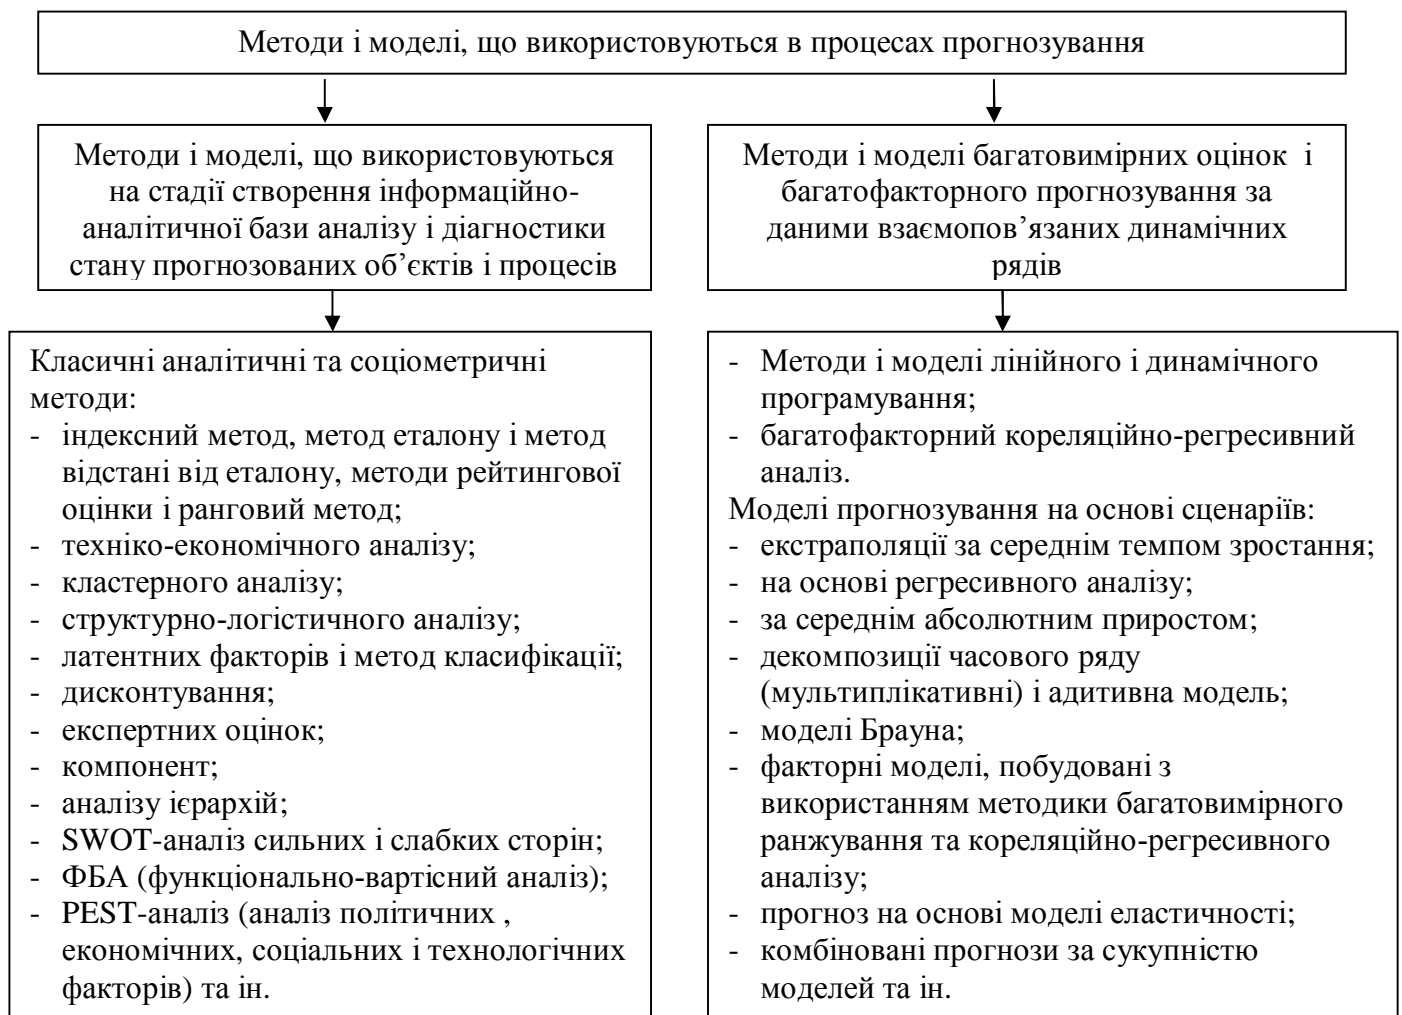 Методи і моделі, що використовуються в процесах прогнозування
Методи і моделі, що використовуються
на стадії створення інформаційно-
аналітичної бази аналізу і діагностики
стану прогнозованих об’єктів і процесів
Методи і моделі багатовимірних оцінок і
багатофакторного прогнозування за
даними взаємопов’язаних динамічних
рядів
Класичні аналітичні та соціометричні
методи:
- індексний метод, метод еталону і метод
відстані від еталону, методи рейтингової
оцінки і ранговий метод;
- техніко-економічного аналізу;
- кластерного аналізу;
- структурно-логістичного аналізу;
- латентних факторів і метод класифікації;
- дисконтування;
- експертних оцінок;
- компонент;
- аналізу ієрархій;
- SWOT-аналіз сильних і слабких сторін;
- ФБА (функціонально-вартісний аналіз);
- PEST-аналіз (аналіз політичних ,
економічних, соціальних і технологічних
факторів) та ін.
- Методи і моделі лінійного і динамічного
програмування;
- багатофакторний кореляційно-регресивний
аналіз.
Моделі прогнозування на основі сценаріїв:
- екстраполяції за середнім темпом зростання;
- на основі регресивного аналізу;
- за середнім абсолютним приростом;
- декомпозиції часового ряду
(мультиплікативні) і адитивна модель;
- моделі Брауна;
- факторні моделі, побудовані з
використанням методики багатовимірного
ранжування та кореляційно-регресивного
аналізу;
- прогноз на основі моделі еластичності;
- комбіновані прогнози за сукупністю
моделей та ін.